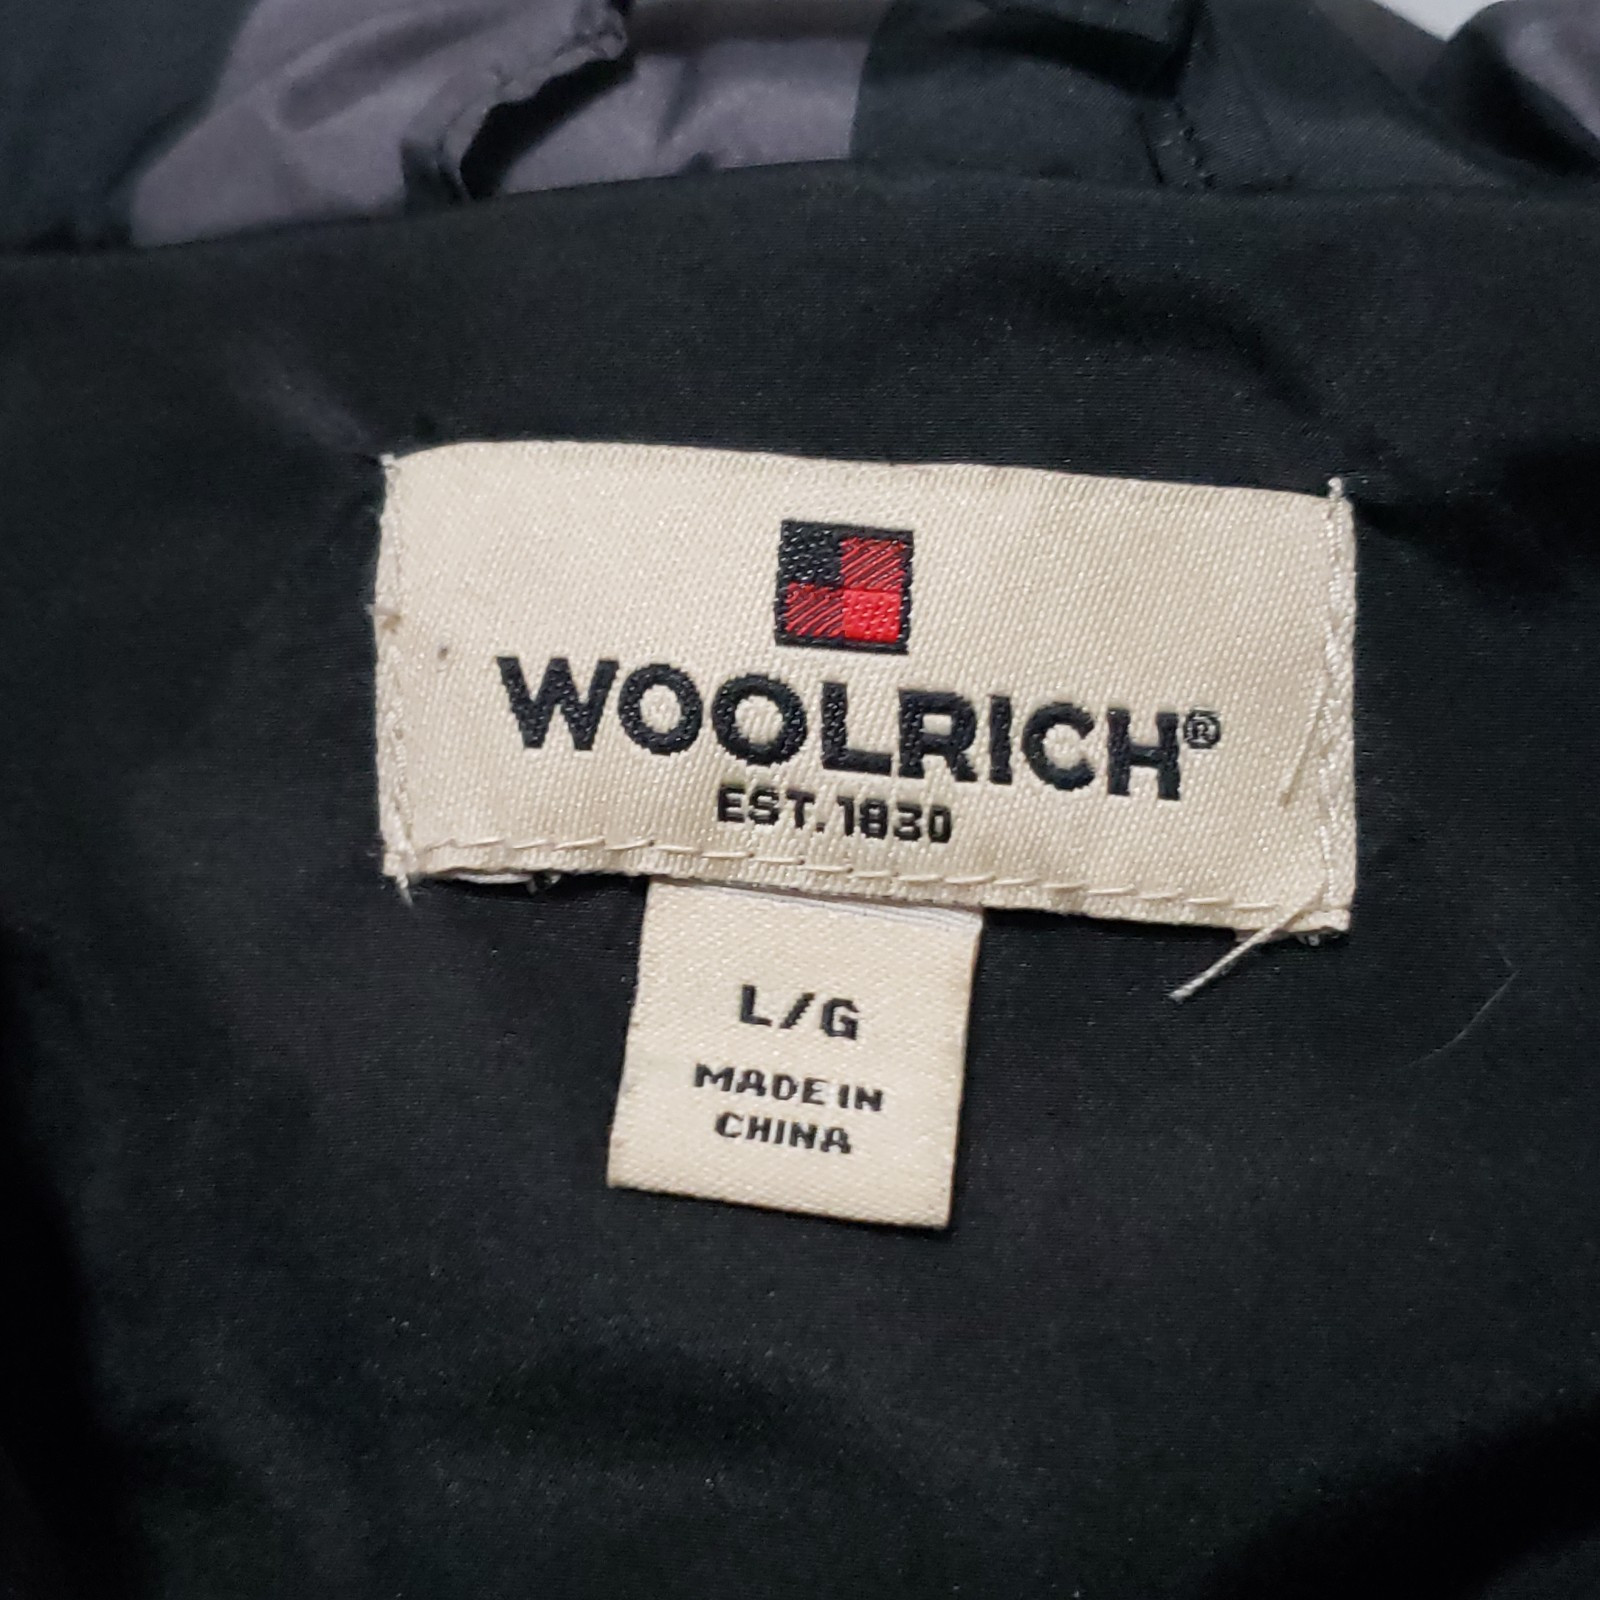 WOOLRICH®
EST. 1830
L/G
MADE IN
CHINA